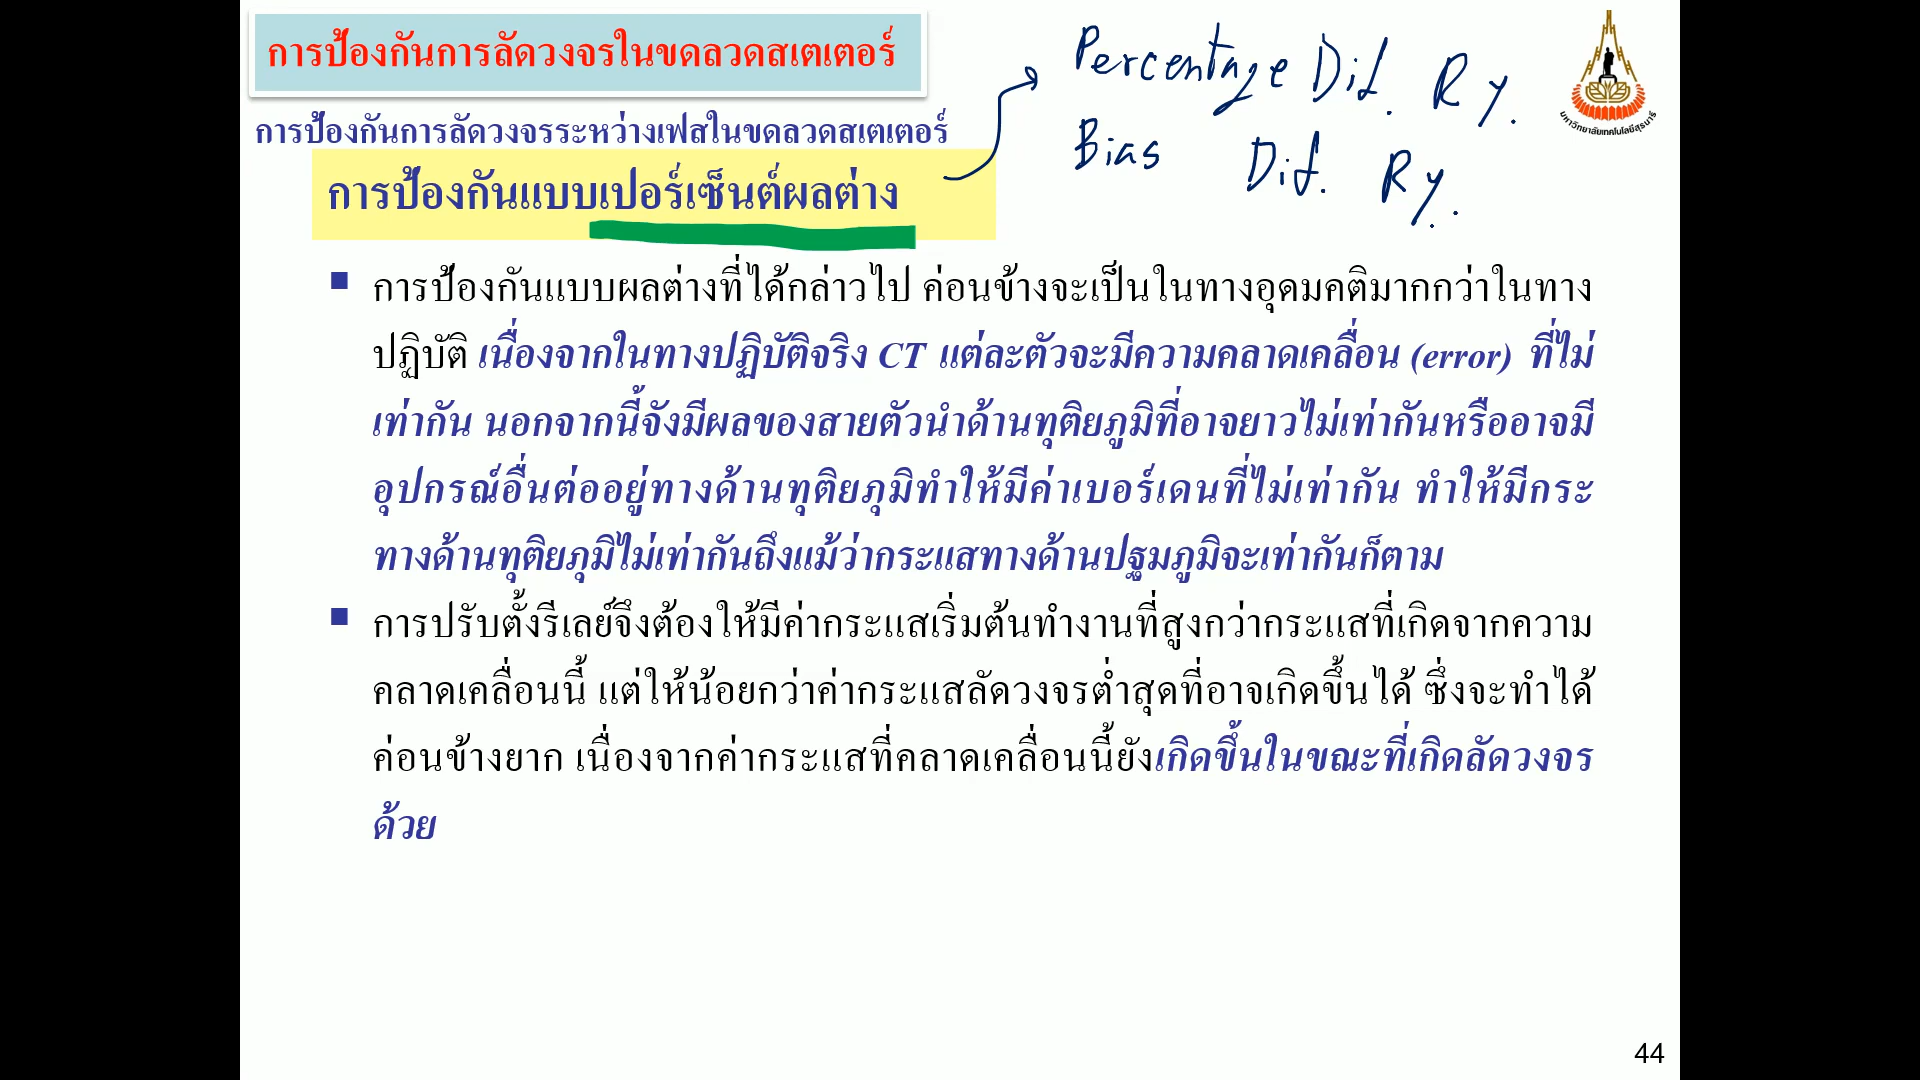 การป้องกันการลัดวงจรในขดลวดสเตเตอร์
การป้องกันการลัดวงจรระหว่างเฟสในขดลวดสเตเตอร์
การป้องกันแบบเปอร์เซ็นต์ผลต่าง
Percentage Dif. Ry.
Bias Dif. Ry.
มหาวิทยาลัยเทคโนโลยีสุรนารี
การป้องกันแบบผลต่างที่ได้กล่าวไป ค่อนข้างจะเป็นในทางอุดมคติมากกว่าในทาง
ปฏิบัติ เนื่องจากในทางปฏิบัติจริง CT แต่ละตัวจะมีความคลาดเคลื่อน (error) ที่ไม่
เท่ากัน นอกจากนี้จังมีผลของสายตัวนำด้านทุติยภูมิที่อาจยาวไม่เท่ากันหรืออาจมี
อุปกรณ์อื่นต่ออยู่ทางด้านทุติยภูมิทำให้มีค่าเบอร์เดนที่ไม่เท่ากัน ทำให้มีกระ
ทางด้านทุติยภูมิไม่เท่ากันถึงแม้ว่ากระแสทางด้านปฐมภูมิจะเท่ากันก็ตาม
การปรับตั้งรีเลย์จึงต้องให้มีค่ากระแสเริ่มต้นทำงานที่สูงกว่ากระแสที่เกิดจากความ
คลาดเคลื่อนนี้ แต่ให้น้อยกว่าค่ากระแสลัดวงจรต่ำสุดที่อาจเกิดขึ้นได้ ซึ่งจะทำได้
ค่อนข้างยาก เนื่องจากค่ากระแสที่คลาดเคลื่อนนี้ยังเกิดขึ้นในขณะที่เกิดลัดวงจร
ด้วย
44